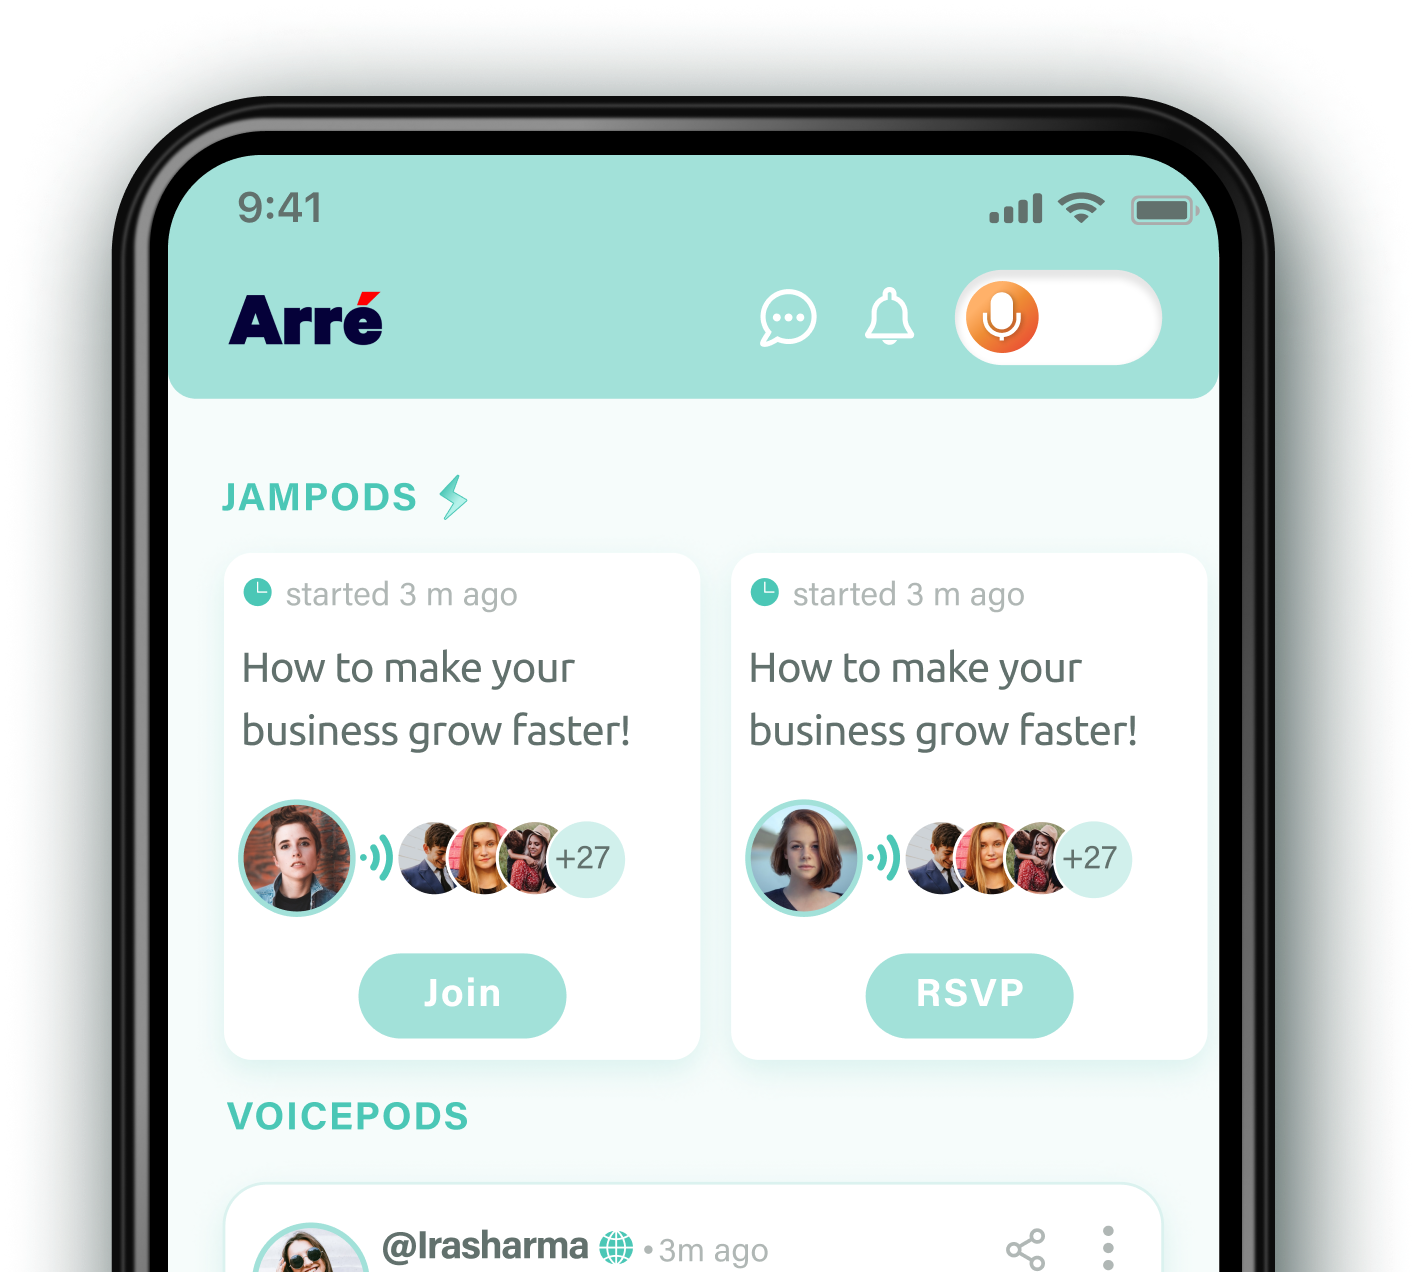 9:41
Arré
JAMPODS
started 3 m ago
How to make your
business grow faster!
+27
Join
started 3 m ago
How to make your
business grow faster!
+27
RSVP
VOICEPODS
@Irasharma • 3m ago